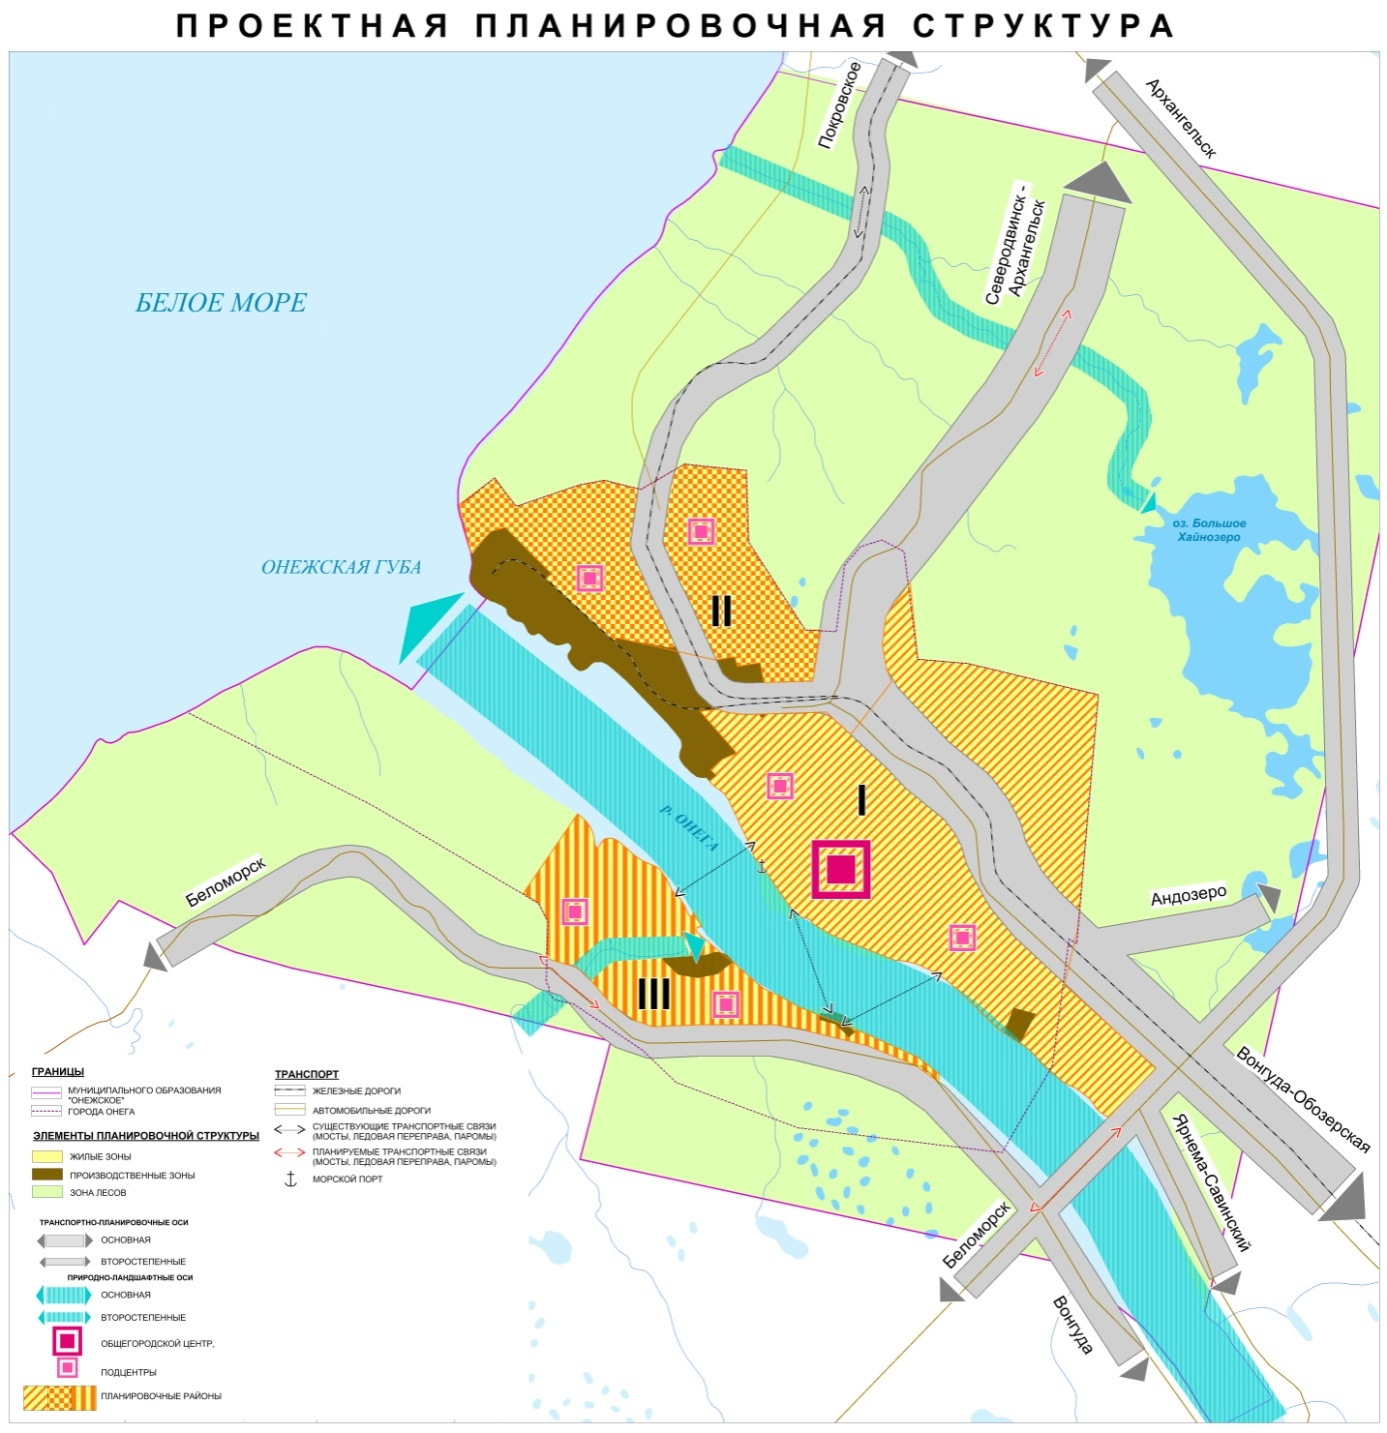 ПРОЕКТНАЯ ПЛАНИРОВОЧНАЯ СТРУКТУРА
Покровское
Архангельск
Северодвинск -
Архангельск
БЕЛОЕ МОРЕ
оз. Большое
Хайнозеро
ОНЕЖСКАЯ ГУБА
II
I
р. ОНЕГА
Беломорск
Андозеро
III
Вонгуда-Обозерская
Ярнема-Савинский
Беломорск
Вонгуда
ГРАНИЦЫ
МУНИЦИПАЛЬНОГО ОБРАЗОВАНИЯ
"ОНЕЖСКОЕ"
ГОРОДА ОНЕГА
ЭЛЕМЕНТЫ ПЛАНИРОВОЧНОЙ СТРУКТУРЫ
ЖИЛЫЕ ЗОНЫ
ПРОИЗВОДСТВЕННЫЕ ЗОНЫ
ЗОНА ЛЕСОВ
ТРАНСПОРТНО-ПЛАНИРОВОЧНЫЕ ОСИ
ОСНОВНАЯ
ВТОРОСТЕПЕННЫЕ
ПРИРОДНО-ЛАНДШАФТНЫЕ ОСИ
ОСНОВНАЯ
ВТОРОСТЕПЕННЫЕ
ОБЩЕГОРОДСКОЙ ЦЕНТР,
ПОДЦЕНТРЫ
ПЛАНИРОВОЧНЫЕ РАЙОНЫ
ТРАНСПОРТ
ЖЕЛЕЗНЫЕ ДОРОГИ
АВТОМОБИЛЬНЫЕ ДОРОГИ
СУЩЕСТВУЮЩИЕ ТРАНСПОРТНЫЕ СВЯЗИ
(МОСТЫ, ЛЕДОВАЯ ПЕРЕПРАВА, ПАРОМЫ)
ПЛАНИРУЕМЫЕ ТРАНСПОРТНЫЕ СВЯЗИ
(МОСТЫ, ЛЕДОВАЯ ПЕРЕПРАВА, ПАРОМЫ)
МОРСКОЙ ПОРТ